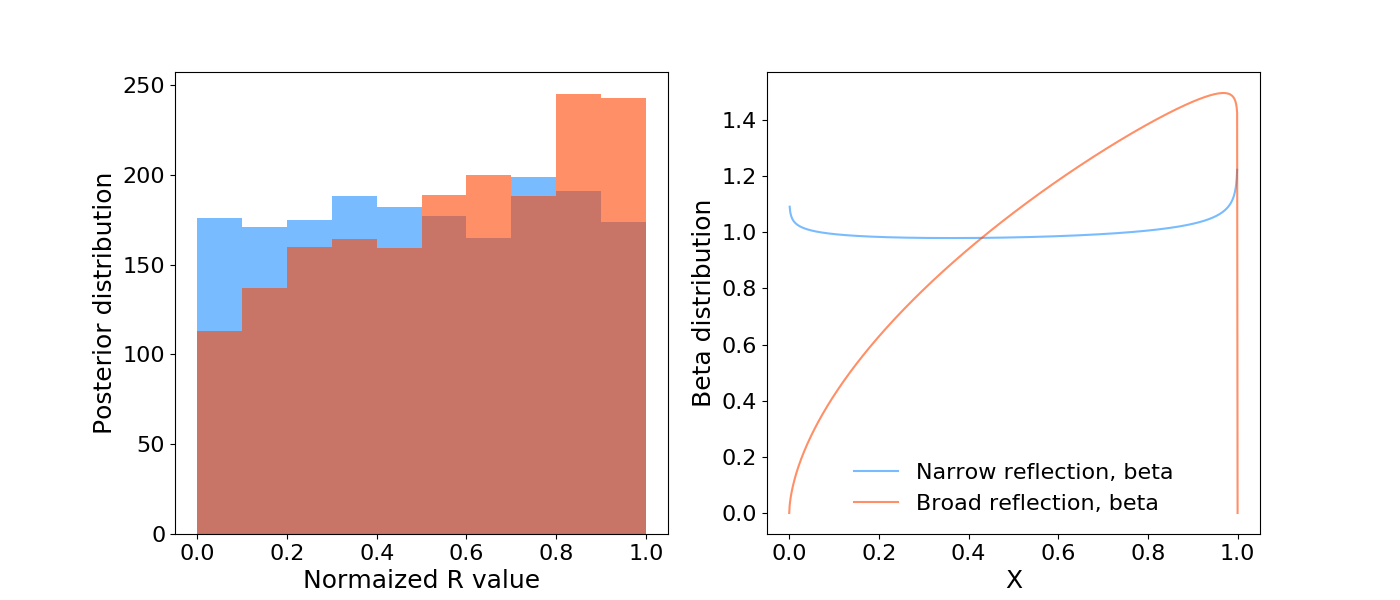 Posterior distribution
250
200
150
100
50
0
0.0 0.2 0.4 0.6 0.8 1.0
Normaized R value
Beta distribution
1.4
1.2
1.0
0.8
0.6
0.4
0.2
0.0
Narrow reflection, beta
Broad reflection, beta
0.0 0.2 0.4 0.6 0.8 1.0
X